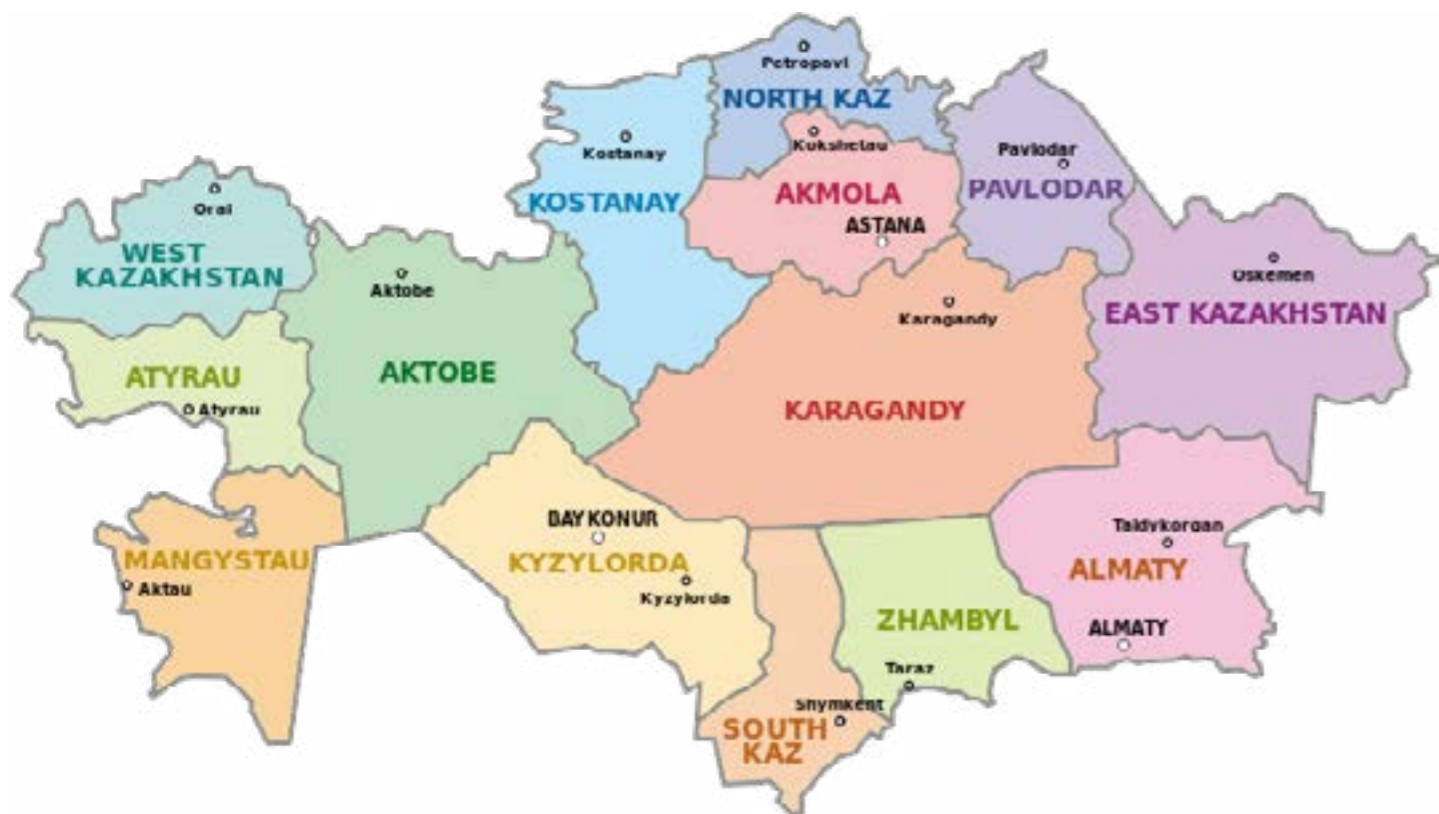 Petropavl
NORTH KAZ
Kostanay
Kokshetau
Pavlodar
Oral
KOSTANAY
AKMOLA
PAVLODAR
ASTANA
WEST
KAZAKHSTAN
Aktobe
Oskemen
Karagandy
EAST KAZAKHSTAN
ATYRAU
AKTOBE
Atyrau
KARAGANDY
BAYKONUR
Taldykorgan
MANGYSTAU
KYZYLORDA
ALMATY
Aktau
Kyzylorda
ZHAMBYL
ALMATY
Taraz
Shymkent
SOUTH
KAZ